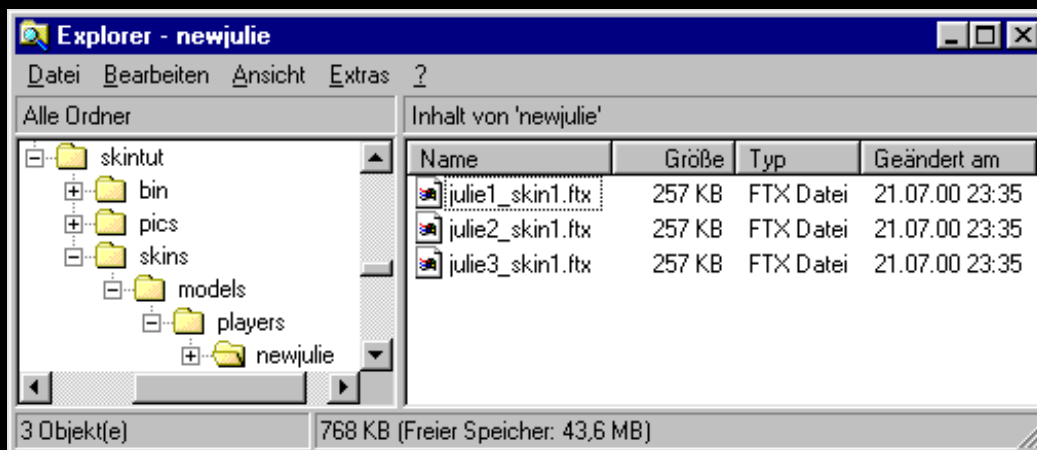 Explorer - newjulie
Datei Bearbeiten Ansicht Extras ?
Alle Ordner
Inhalt von 'newjulie'
skintut
bin
pics
skins
models
players
newjulie
Name Größe Typ Geändert am
julie1_skin1.ftx 257 KB FTX Datei 21.07.00 23:35
julie2_skin1.ftx 257 KB FTX Datei 21.07.00 23:35
julie3_skin1.ftx 257 KB FTX Datei 21.07.00 23:35
3 Objekt(e)
768 KB (Freier Speicher: 43,6 MB)